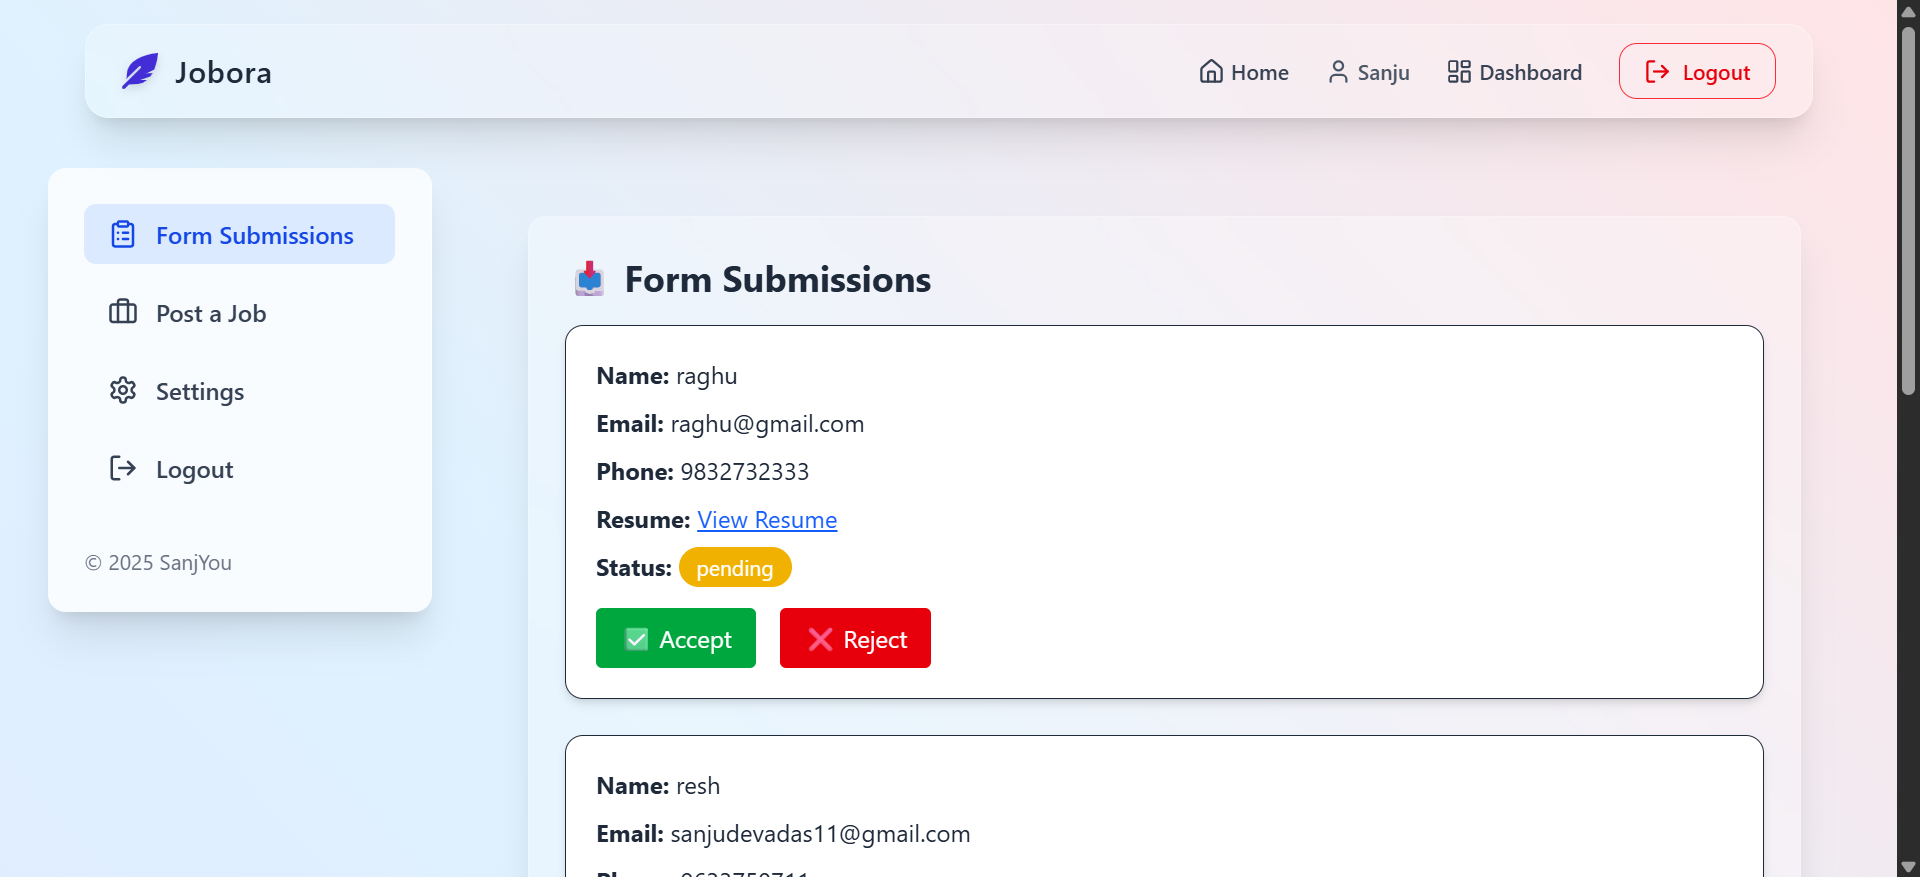 Jobora
Home
Sanju
Dashboard
Logout
Form Submissions
Post a Job
Settings
Logout
© 2025 SanjYou
Form Submissions
Name: raghu
Email: raghu@gmail.com
Phone: 9832732333
Resume: View Resume
Status: pending
Accept
Reject
Name: resh
Email: sanjudevadas11@gmail.com